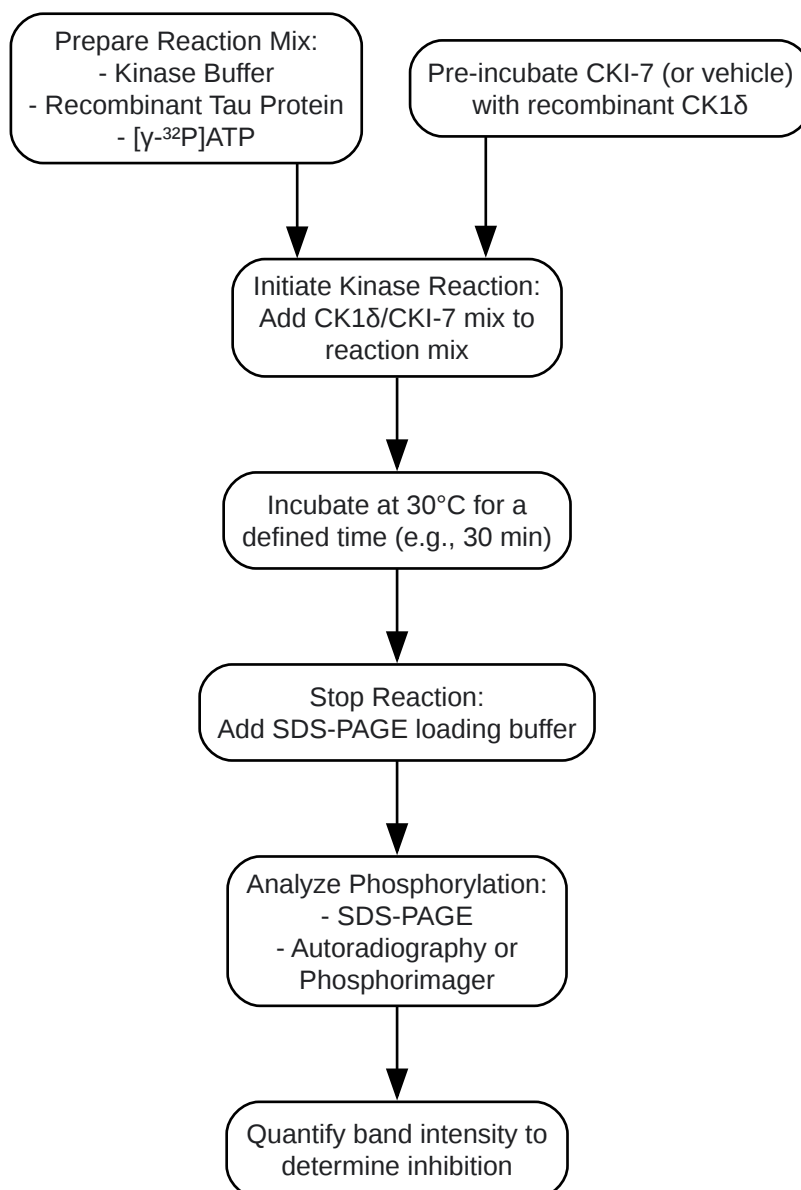 Prepare Reaction Mix:
- Kinase Buffer
- Recombinant Tau Protein
- [γ-³²P]ATP
Pre-incubate CKI-7 (or vehicle)
with recombinant CK1δ
Initiate Kinase Reaction:
Add CK1δ/CKI-7 mix to
reaction mix
Incubate at 30°C for a
defined time (e.g., 30 min)
Stop Reaction:
Add SDS-PAGE loading buffer
Analyze Phosphorylation:
- SDS-PAGE
- Autoradiography or
Phosphorimager
Quantify band intensity to
determine inhibition